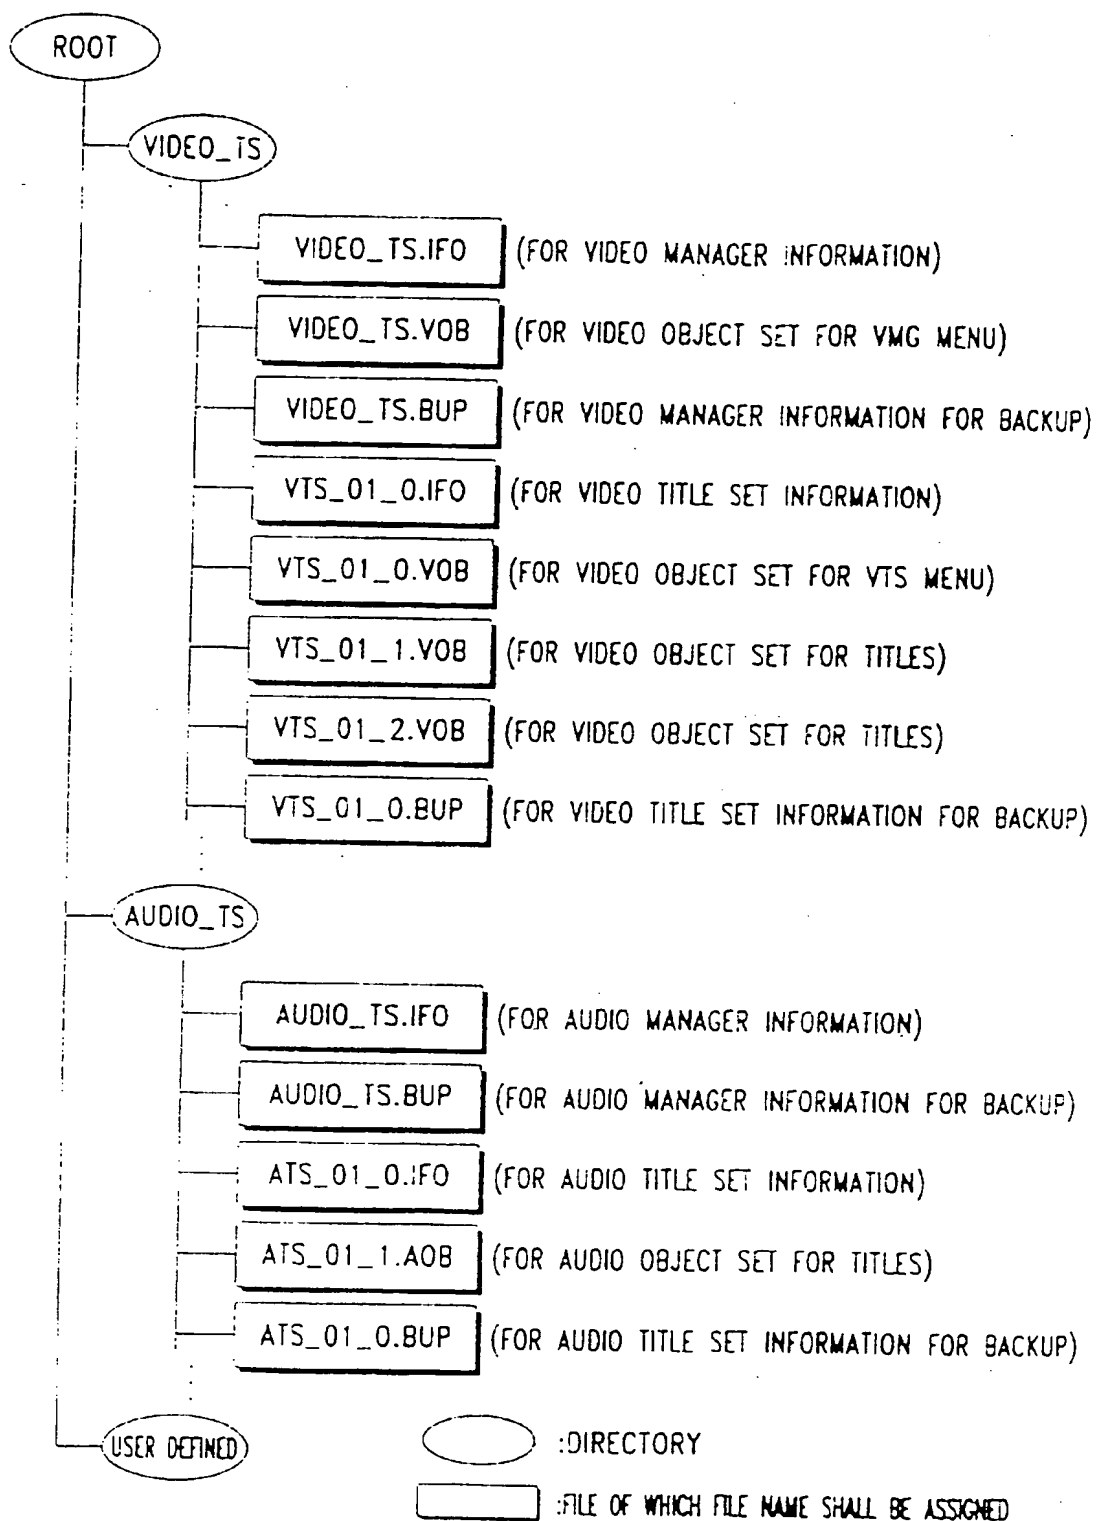 ROOT
VIDEO_TS
VIDEO_TS.IFO (FOR VIDEO MANAGER INFORMATION)
VIDEO_TS.VOB (FOR VIDEO OBJECT SET FOR VMG MENU)
VIDEO_TS.BUP (FOR VIDEO MANAGER INFORMATION FOR BACKUP)
VTS_01_0.IFO (FOR VIDEO TITLE SET INFORMATION)
VTS_01_0.VOB (FOR VIDEO OBJECT SET FOR VTS MENU)
VTS_01_1.VOB (FOR VIDEO OBJECT SET FOR TITLES)
VTS_01_2.VOB (FOR VIDEO OBJECT SET FOR TITLES)
VTS_01_0.BUP (FOR VIDEO TITLE SET INFORMATION FOR BACKUP)
AUDIO_TS
AUDIO_TS.IFO (FOR AUDIO MANAGER INFORMATION)
AUDIO_TS.BUP (FOR AUDIO MANAGER INFORMATION FOR BACKUP)
ATS_01_0.IFO (FOR AUDIO TITLE SET INFORMATION)
ATS_01_1.AOB (FOR AUDIO OBJECT SET FOR TITLES)
ATS_01_0.BUP (FOR AUDIO TITLE SET INFORMATION FOR BACKUP)
USER DEFINED
:DIRECTORY
:FILE OF WHICH FILE NAME SHALL BE ASSIGNED